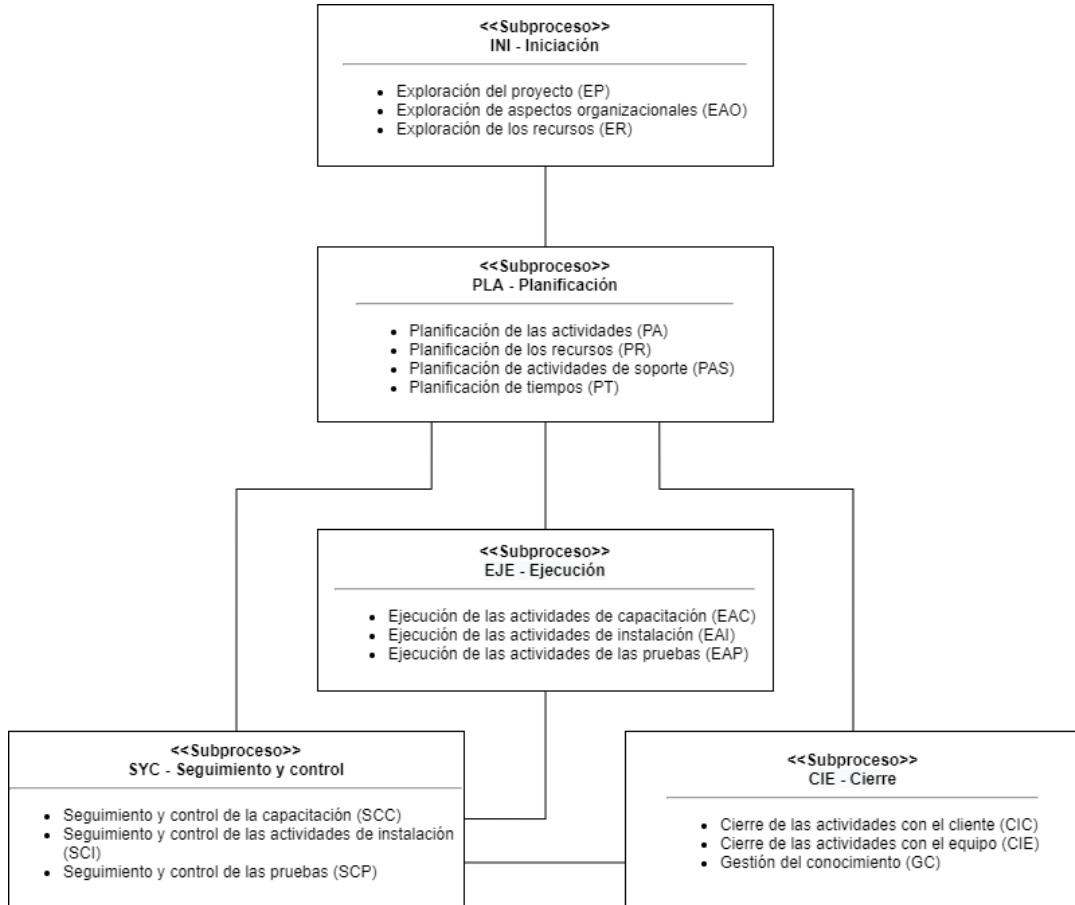 <<Subproceso>>
INI - Iniciación
• Exploración del proyecto (EP)
• Exploración de aspectos organizacionales (EAO)
• Exploración de los recursos (ER)
<<Subproceso>>
PLA - Planificación
• Planificación de las actividades (PA)
• Planificación de los recursos (PR)
• Planificación de actividades de soporte (PAS)
• Planificación de tiempos (PT)
<<Subproceso>>
EJE - Ejecución
• Ejecución de las actividades de capacitación (EAC)
• Ejecución de las actividades de instalación (EAI)
• Ejecución de las actividades de las pruebas (EAP)
<<Subproceso>>
SYC - Seguimiento y control
• Seguimiento y control de la capacitación (SCC)
• Seguimiento y control de las actividades de instalación
(SCI)
• Seguimiento y control de las pruebas (SCP)
<<Subproceso>>
CIE - Cierre
• Cierre de las actividades con el cliente (CIC)
• Cierre de las actividades con el equipo (CIE)
• Gestión del conocimiento (GC)